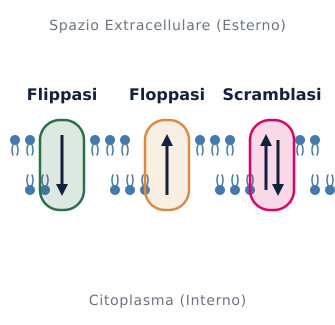 Spazio Extracellulare (Esterno)
Flippasi Floppasi Scramblasi
Citoplasma (Interno)